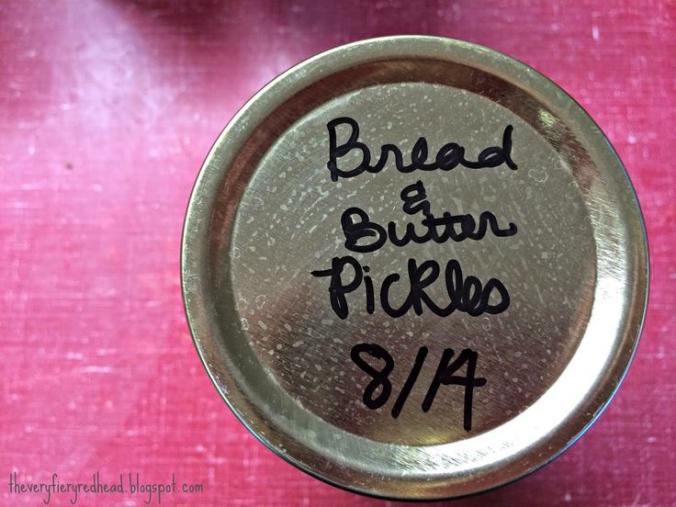 Bread
&
Butter
Pickles
8/14
theveryfieryredhead.blogspot.com